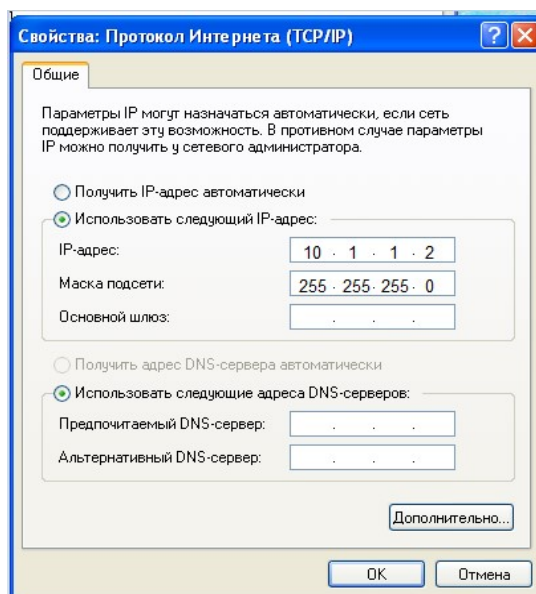 Свойства: Протокол Интернета (TCP/IP)
Общие
Параметры IP могут назначаться автоматически, если сеть
поддерживает эту возможность. В противном случае параметры
IP можно получить у сетевого администратора.
Получить IP-адрес автоматически
Использовать следующий IP-адрес:
IP-адрес: 10 . 1 . 1 . 2
Маска подсети: 255 . 255 . 255 . 0
Основной шлюз: . . .
Получить адрес DNS-сервера автоматически
Использовать следующие адреса DNS-серверов:
Предпочитаемый DNS-сервер: . . .
Альтернативный DNS-сервер: . . .
Дополнительно...
OK Отмена